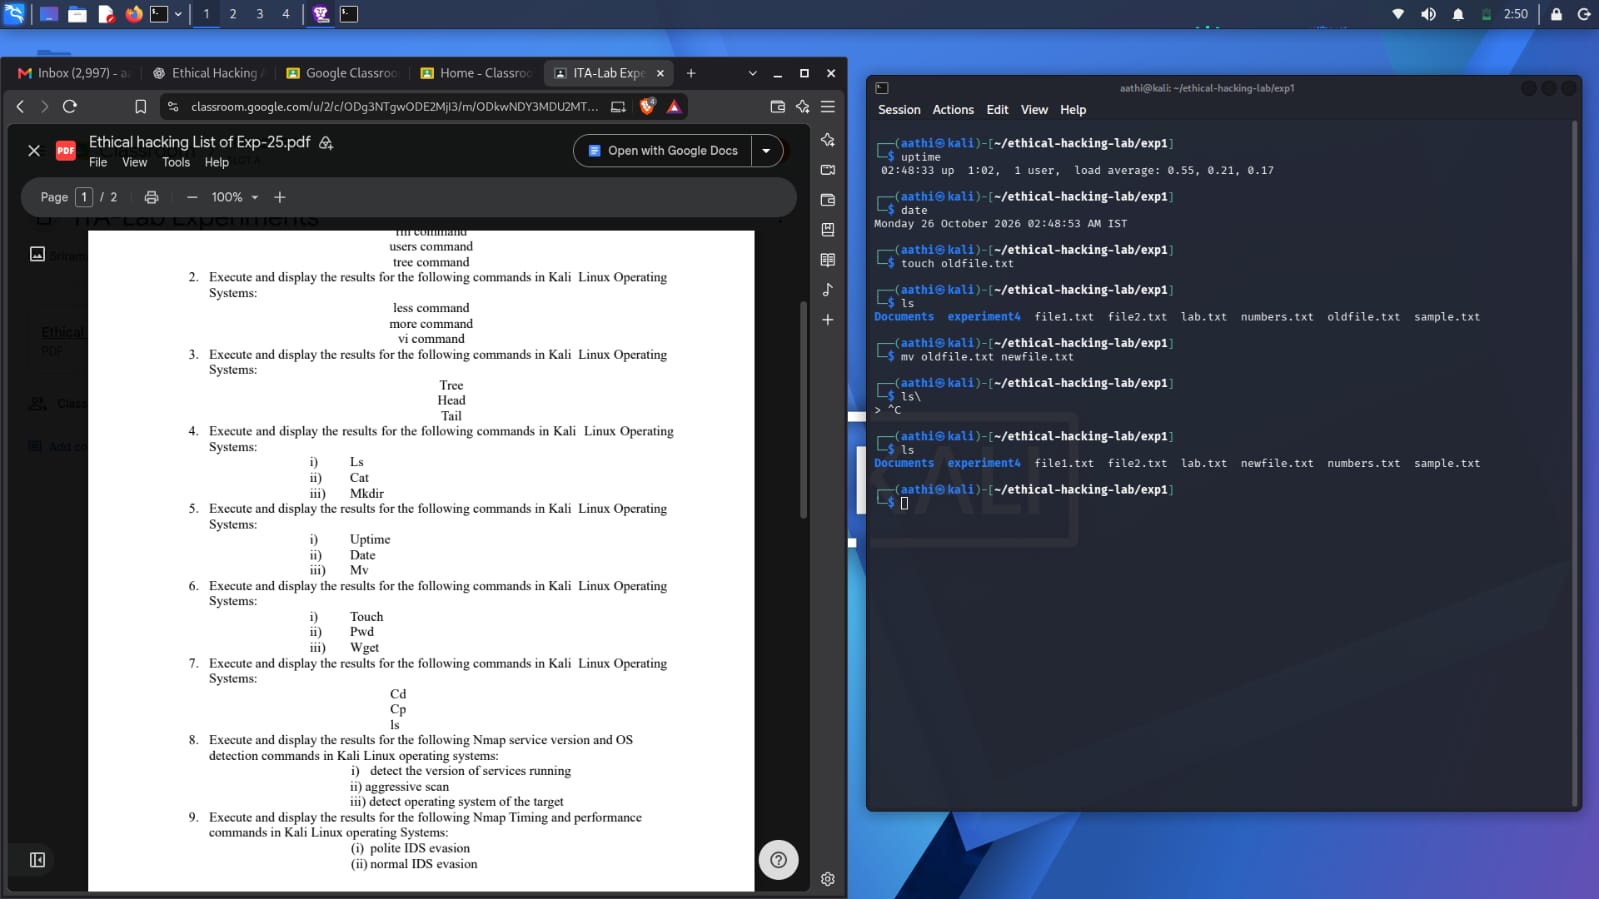 1
2
3
4
2:50
Inbox (2,997) - a
Ethical Hacking
Google Classroo
Home - Classro
ITA-Lab Expe
classroom.google.com/u/2/c/ODg3NTgwODE2MjI3/m/ODkwNDY3MDU2MT...
4
PDF
Ethical hacking List of Exp-25.pdf
File View Tools Help
Open with Google Docs
Page 1 / 2
100%
ITA-Lab Experiments
Ethical
PDF
Class
Add co
rm command
users command
tree command
2. Execute and display the results for the following commands in Kali Linux Operating
Systems:
less command
more command
vi command
3. Execute and display the results for the following commands in Kali Linux Operating
Systems:
Tree
Head
Tail
4. Execute and display the results for the following commands in Kali Linux Operating
Systems:
i) Ls
ii) Cat
iii) Mkdir
5. Execute and display the results for the following commands in Kali Linux Operating
Systems:
i) Uptime
ii) Date
iii) Mv
6. Execute and display the results for the following commands in Kali Linux Operating
Systems:
i) Touch
ii) Pwd
iii) Wget
7. Execute and display the results for the following commands in Kali Linux Operating
Systems:
Cd
Cp
ls
8. Execute and display the results for the following Nmap service version and OS
detection commands in Kali Linux operating systems:
i) detect the version of services running
ii) aggressive scan
iii) detect operating system of the target
9. Execute and display the results for the following Nmap Timing and performance
commands in Kali Linux operating Systems:
(i) polite IDS evasion
(ii) normal IDS evasion
aathi@kali: ~/ethical-hacking-lab/exp1
Session Actions Edit View Help
┌──(aathi㉿kali)-[~/ethical-hacking-lab/exp1]
└─$ uptime
02:48:33 up 1:02, 1 user, load average: 0.55, 0.21, 0.17
┌──(aathi㉿kali)-[~/ethical-hacking-lab/exp1]
└─$ date
Monday 26 October 2026 02:48:53 AM IST
┌──(aathi㉿kali)-[~/ethical-hacking-lab/exp1]
└─$ touch oldfile.txt
┌──(aathi㉿kali)-[~/ethical-hacking-lab/exp1]
└─$ ls
Documents experiment4 file1.txt file2.txt lab.txt numbers.txt oldfile.txt sample.txt
┌──(aathi㉿kali)-[~/ethical-hacking-lab/exp1]
└─$ mv oldfile.txt newfile.txt
┌──(aathi㉿kali)-[~/ethical-hacking-lab/exp1]
└─$ ls\
> ^C
┌──(aathi㉿kali)-[~/ethical-hacking-lab/exp1]
└─$ ls
Documents experiment4 file1.txt file2.txt lab.txt newfile.txt numbers.txt sample.txt
┌──(aathi㉿kali)-[~/ethical-hacking-lab/exp1]
└─$
KALI